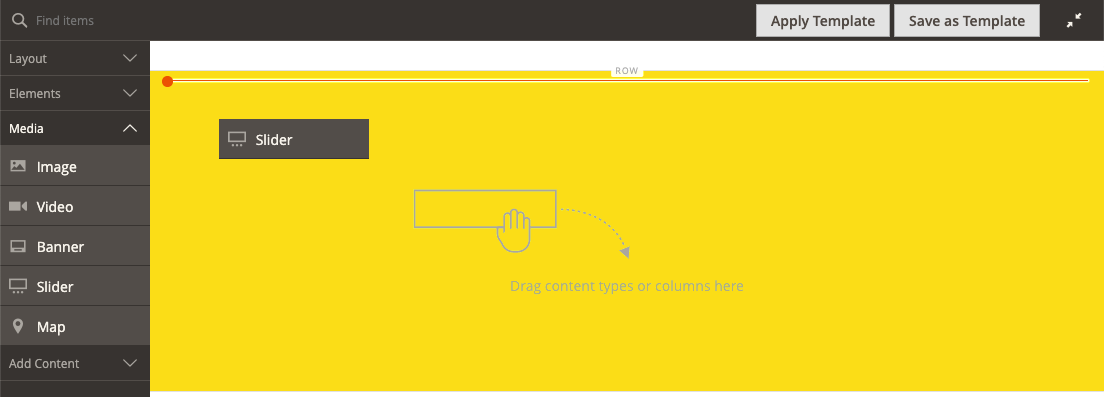 Find items
Apply Template
Save as Template
Layout
Elements
Media
Image
Video
Banner
Slider
Map
Add Content
ROW
Slider
Drag content types or columns here